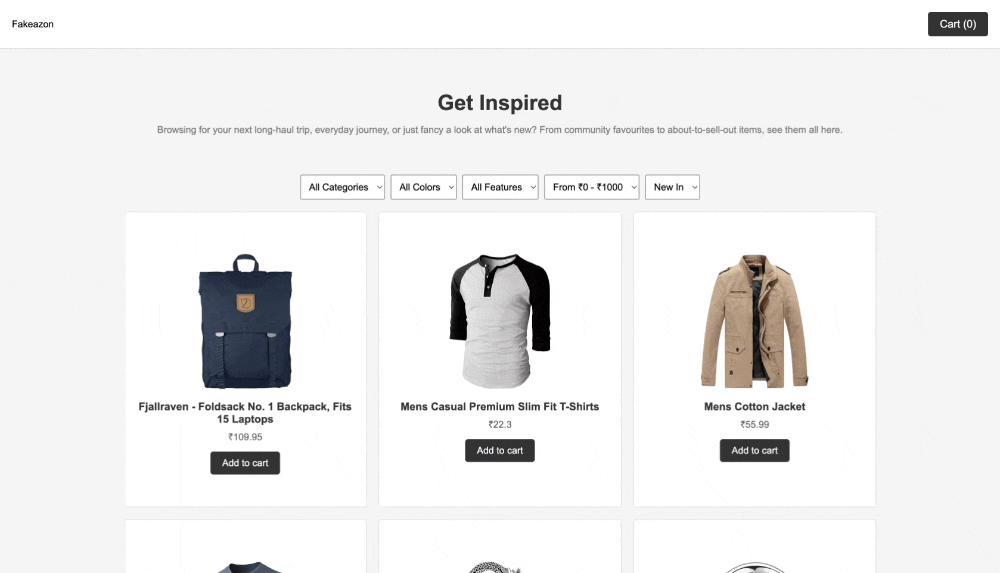 Fakeazon
Cart (0)
Get Inspired
Browsing for your next long-haul trip, everyday journey, or just fancy a look at what's new? From community favourites to about-to-sell-out items, see them all here.
All Categories
All Colors
All Features
From ₹0 - ₹1000
New In
Fjallraven - Foldsack No. 1 Backpack, Fits
15 Laptops
₹109.95
Add to cart
Mens Casual Premium Slim Fit T-Shirts
₹22.3
Add to cart
Mens Cotton Jacket
₹55.99
Add to cart